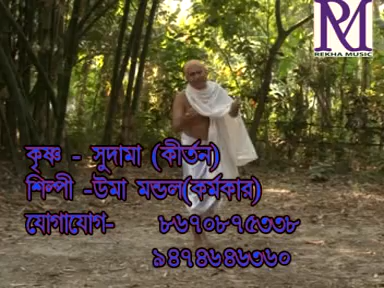 RM
REKHA MUSIC
কৃষ্ণ - সুদামা (কীর্তন)
শিল্পী -উমা মন্ডল(কর্মকার)
যোগাযোগ- ৮৬৭০৮৭৫৩৩৮
৯৪৭৪৬৪৬৩৬০